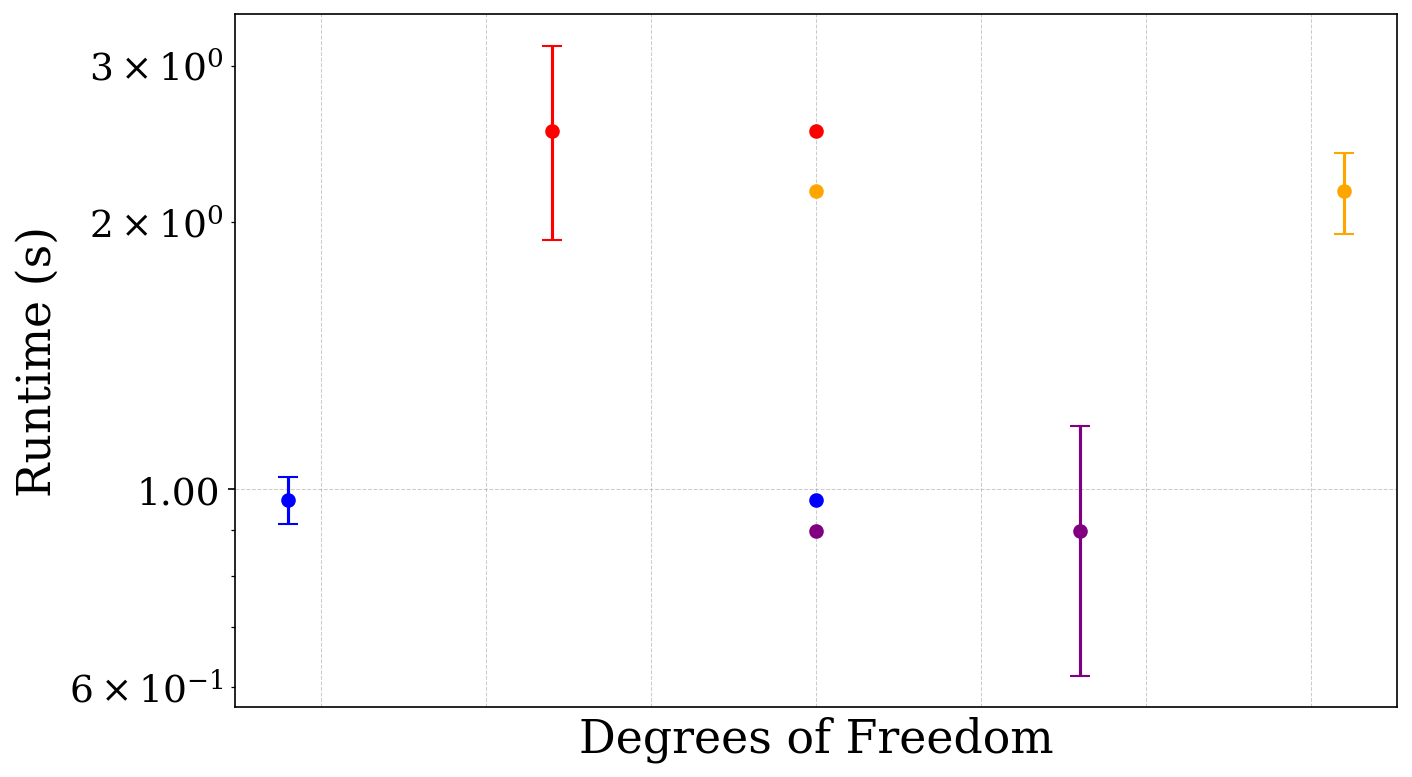 Runtime (s)
3 × 10⁰
2 × 10⁰
1.00
6 × 10⁻¹
Degrees of Freedom